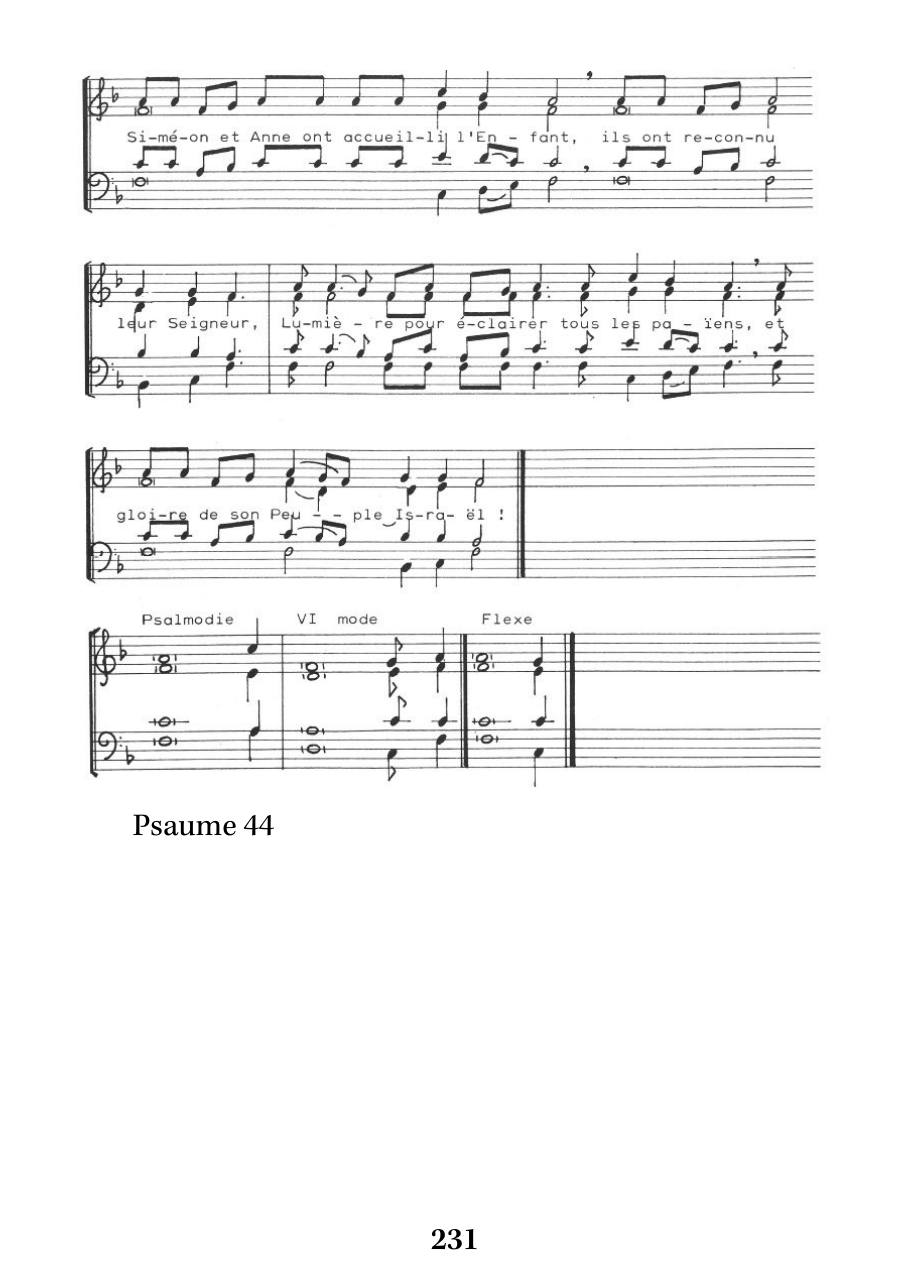 Si-mé-on et Anne ont accueil-li l'En - fant, ils ont re-con-nu
leur Seigneur, Lu-miè - re pour é-clairer tous les pa - ïens, et
gloi-re de son Peu - - ple Is-ra- ël !
Psalmodie VI mode Flexe
Psaume 44
231